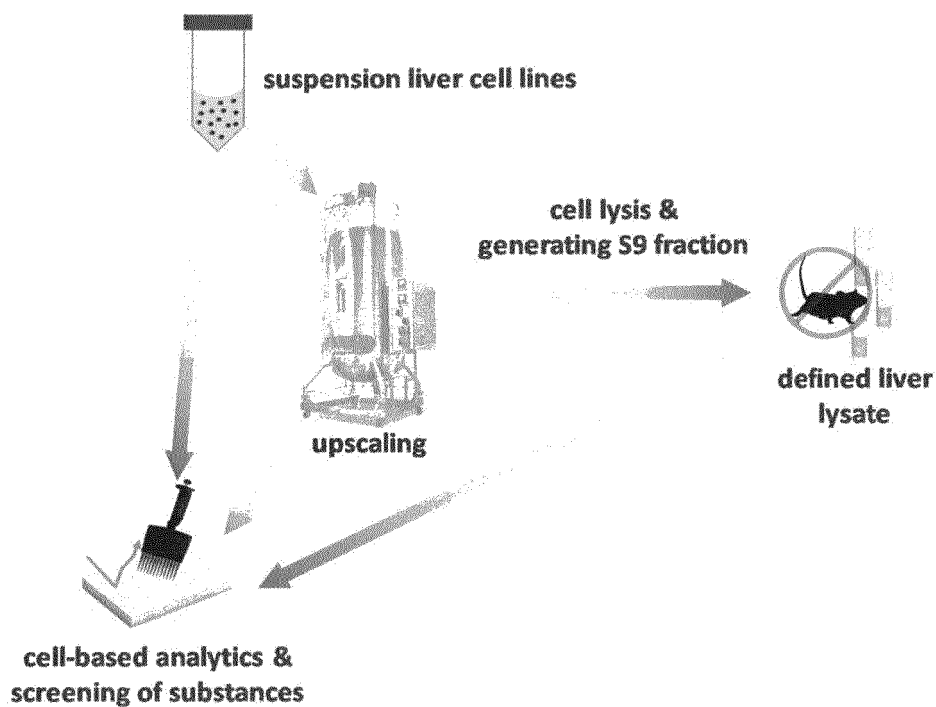 suspension liver cell lines
cell lysis &
generating S9 fraction
upscaling
defined liver
lysate
cell-based analytics &
screening of substances